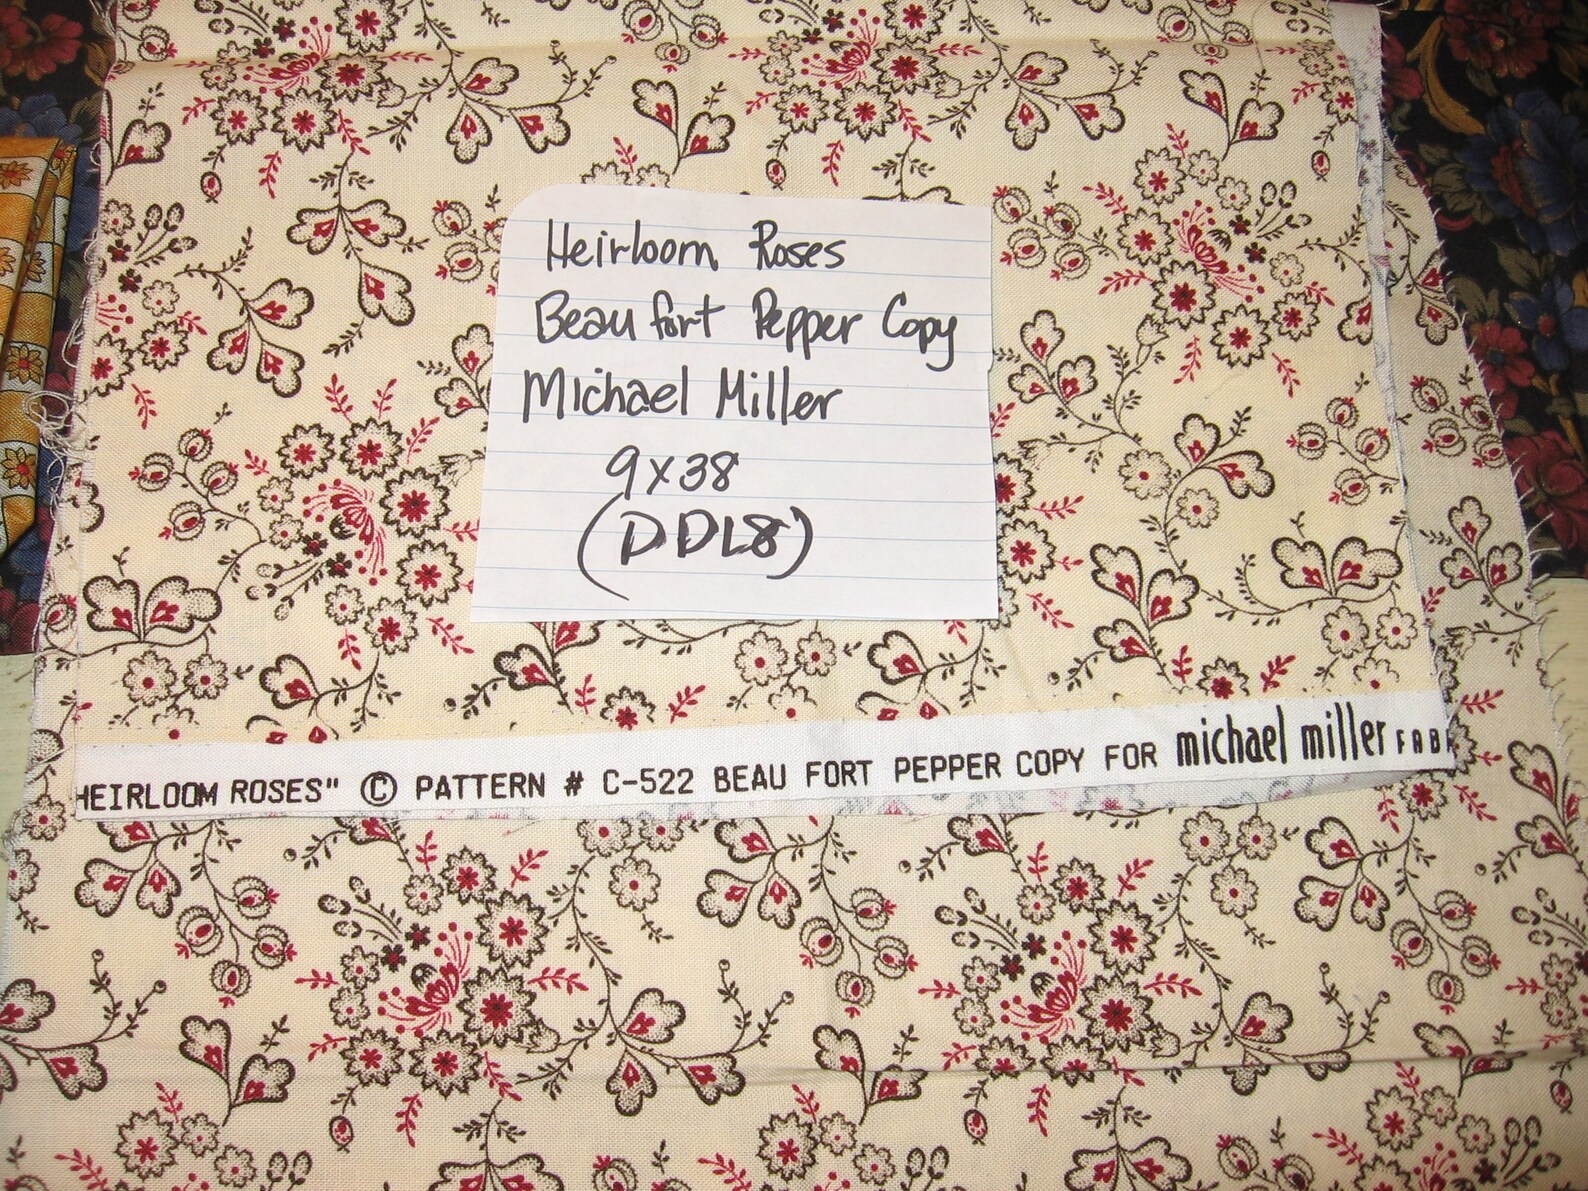 Heirloom Roses
Beau fort Pepper Copy
Michael Miller
9x38
(DDL8)
HEIRLOOM ROSES" © PATTERN # C-522 BEAU FORT PEPPER COPY FOR michael miller FABR